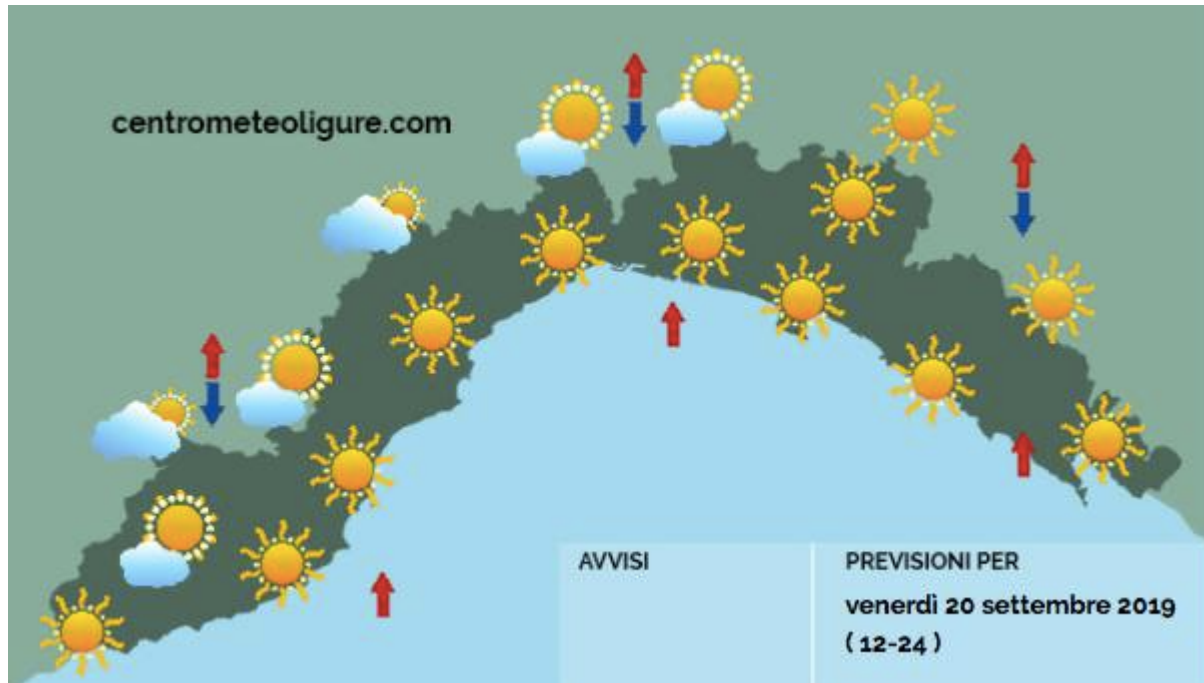 centrometeoligure.com
AVVISI
PREVISIONI PER
venerdì 20 settembre 2019
( 12-24 )